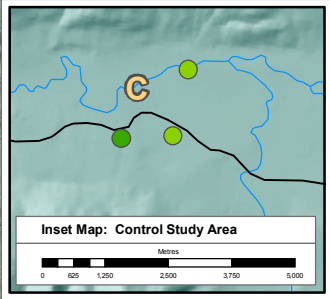 C
Inset Map: Control Study Area
Metres
0 625 1,250 2,500 3,750 5,000